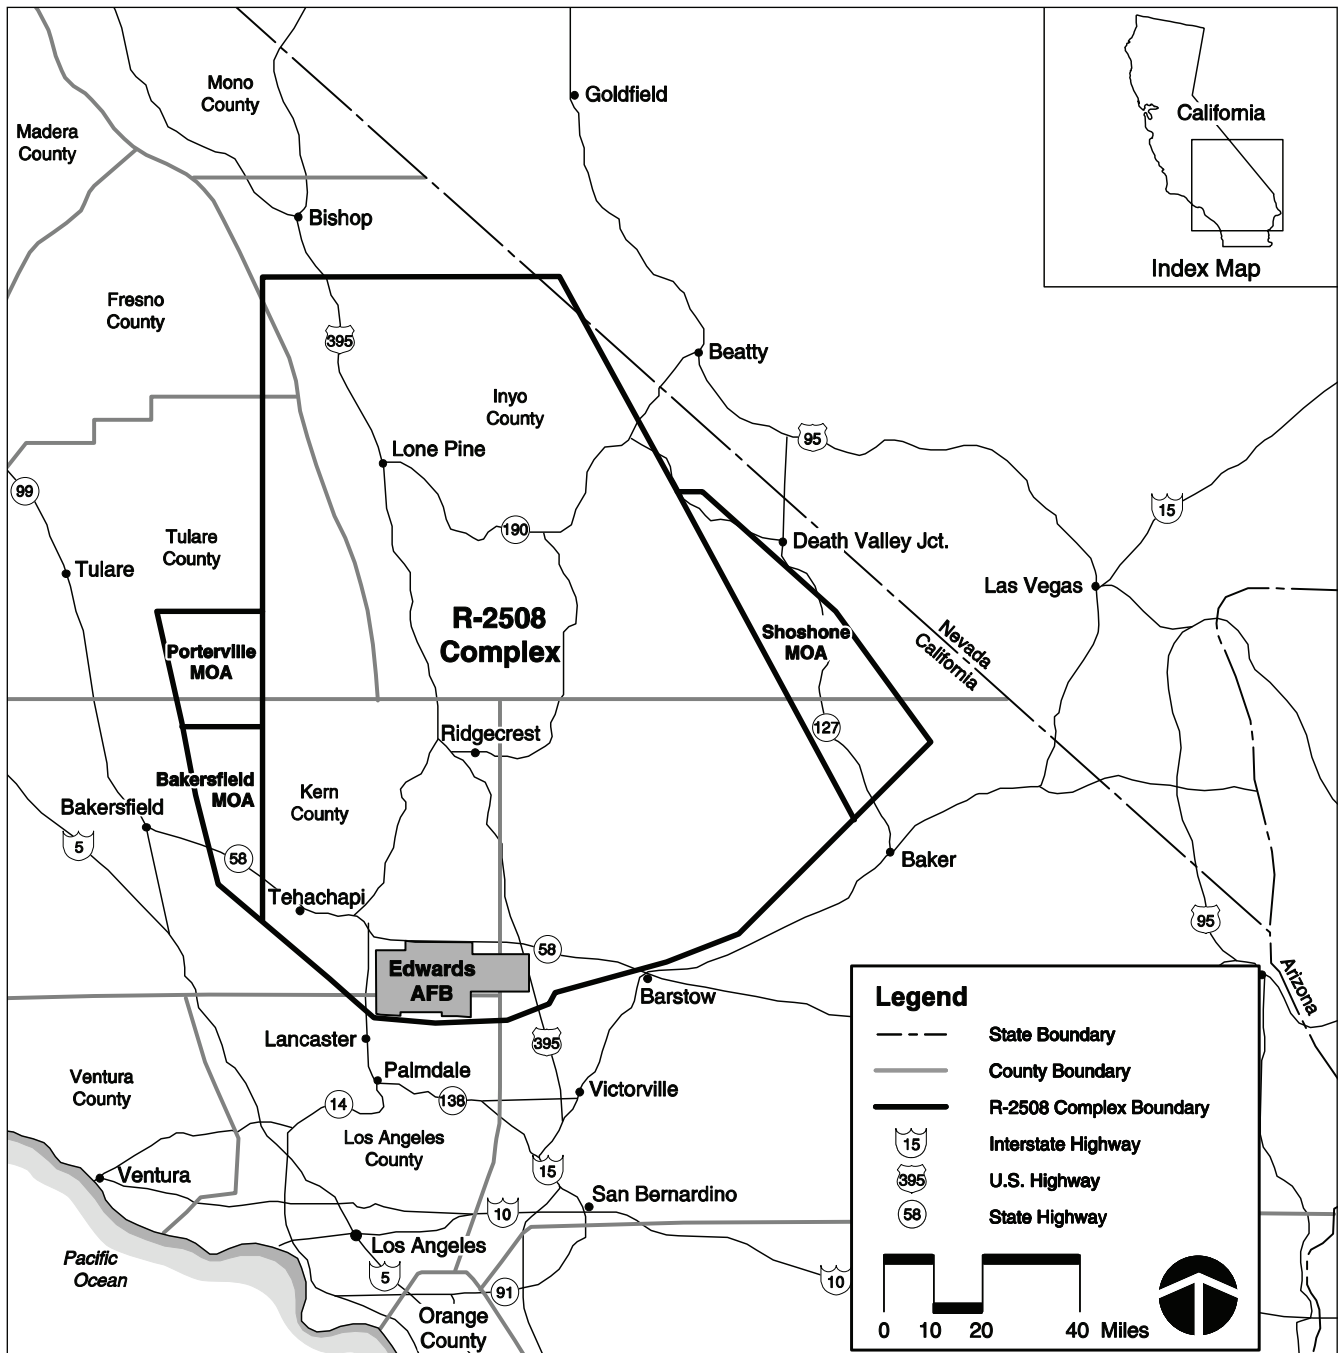 Mono
County
Goldfield
Madera
County
California
Bishop
Index Map
Fresno
County
395
Beatty
Inyo
County
95
Lone Pine
99
15
190
Tulare
County
Death Valley Jct.
Tulare
Las Vegas
R-2508
Complex
Nevada
California
Shoshone
MOA
Porterville
MOA
127
Ridgecrest
Bakersfield
MOA
Kern
County
Bakersfield
5
58
Baker
Tehachapi
95
58
Edwards
AFB
Barstow
Arizona
Lancaster
395
Palmdale
Victorville
Ventura
County
14
138
Los Angeles
County
15
Ventura
San Bernardino
10
Los Angeles
Pacific
Ocean
5
10
91
Orange
County
Legend
State Boundary
County Boundary
R-2508 Complex Boundary
15 Interstate Highway
395 U.S. Highway
58 State Highway
0 10 20 40 Miles